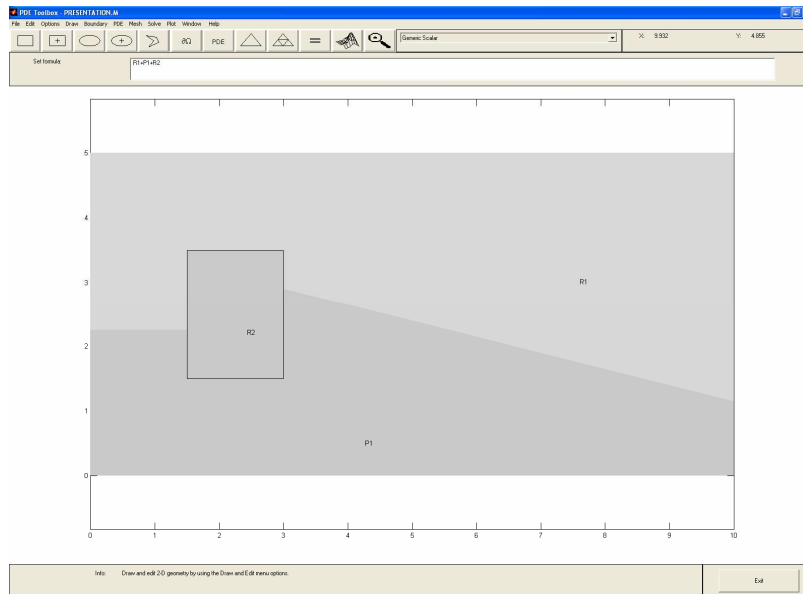 PDE Toolbox - PRESENTATION.M
File Edit Options Draw Boundary PDE Mesh Solve Plot Window Help
∂Ω PDE = Generic Scalar X: 9.932 Y: 4.855
Set formula: R1+P1+R2
5
4
3
2
1
0
R1
R2
P1
0 1 2 3 4 5 6 7 8 9 10
Info: Draw and edit 2-D geometry by using the Draw and Edit menu options.
Exit